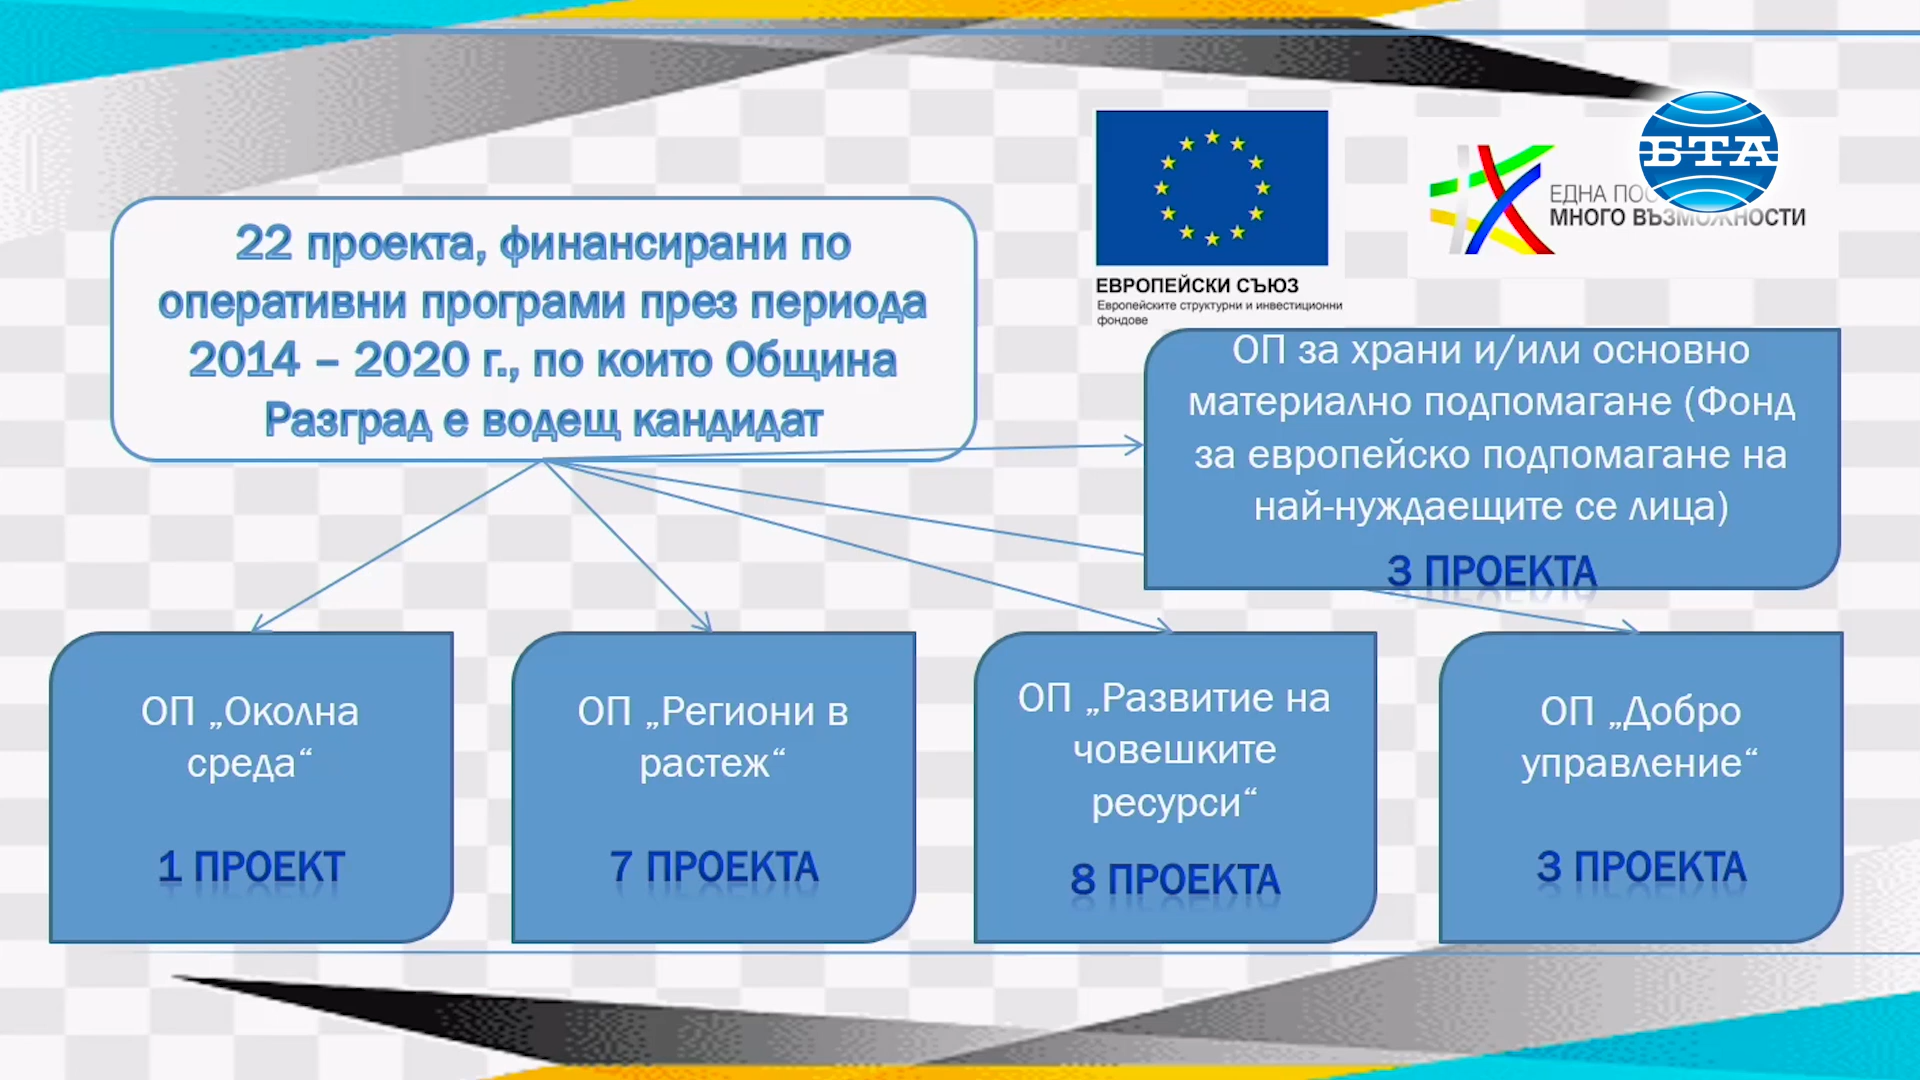 БТА
ЕДНА
МНОГО ВЪЗМОЖНОСТИ
ЕВРОПЕЙСКИ СЪЮЗ
Европейските структурни и инвестиционни
фондове
22 проекта, финансирани по
оперативни програми през периода
2014 – 2020 г., по които Община
Разград е водещ кандидат
ОП за храни и/или основно
материално подпомагане (Фонд
за европейско подпомагане на
най-нуждаещите се лица)
3 ПРОЕКТА
ОП „Околна
среда“
1 ПРОЕКТ
ОП „Региони в
растеж“
7 ПРОЕКТА
ОП „Развитие на
човешките
ресурси“
8 ПРОЕКТА
ОП „Добро
управление“
3 ПРОЕКТА